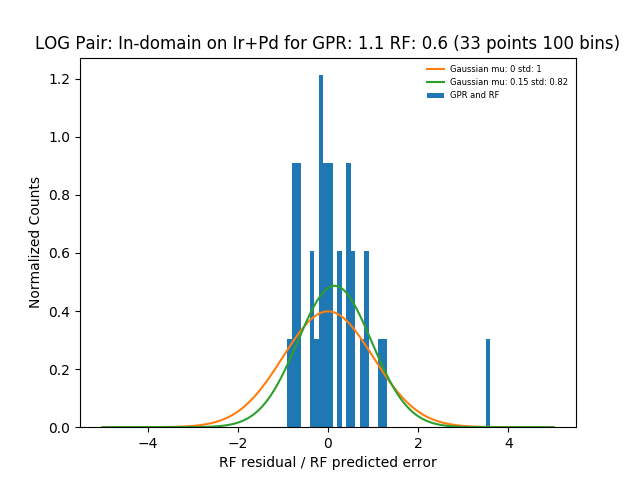 LOG Pair: In-domain on Ir+Pd for GPR: 1.1 RF: 0.6 (33 points 100 bins)
Gaussian mu: 0 std: 1
Gaussian mu: 0.15 std: 0.82
GPR and RF
Normalized Counts
1.2
1.0
0.8
0.6
0.4
0.2
0.0
−4
−2
0
2
4
RF residual / RF predicted error